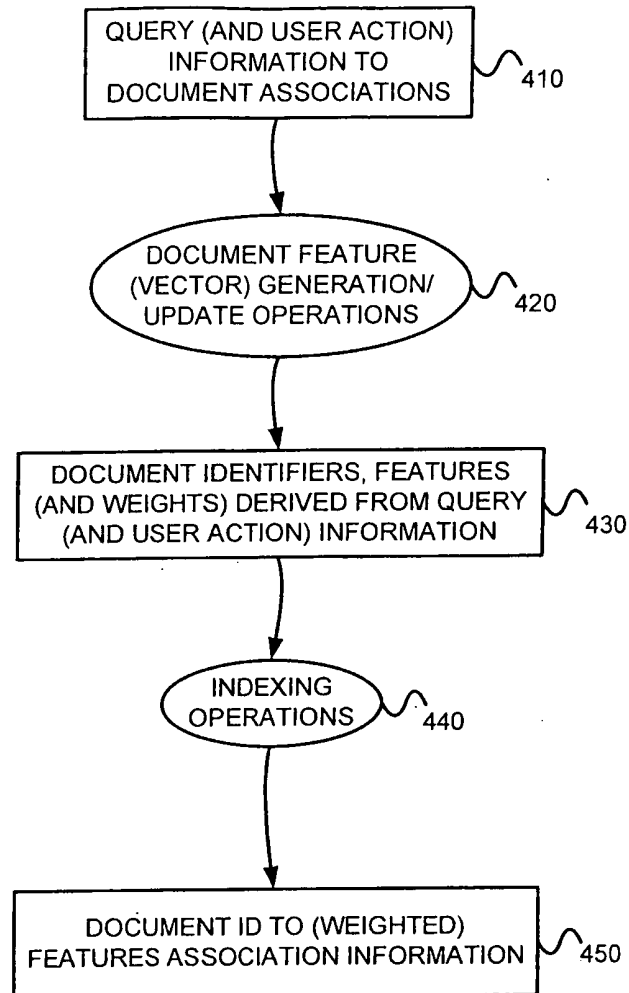 QUERY (AND USER ACTION)
INFORMATION TO
DOCUMENT ASSOCIATIONS
410
DOCUMENT FEATURE
(VECTOR) GENERATION/
UPDATE OPERATIONS
420
DOCUMENT IDENTIFIERS, FEATURES
(AND WEIGHTS) DERIVED FROM QUERY
(AND USER ACTION) INFORMATION
430
INDEXING
OPERATIONS
440
DOCUMENT ID TO (WEIGHTED)
FEATURES ASSOCIATION INFORMATION
450